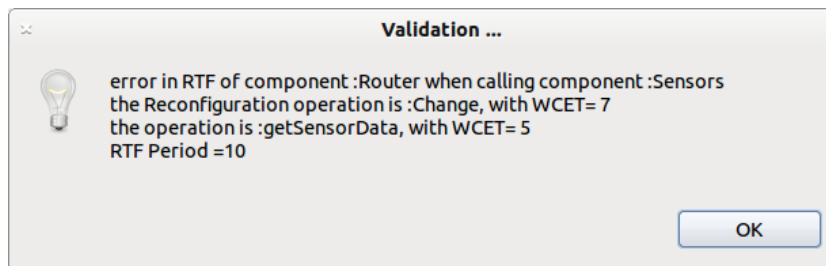 Validation ...
error in RTF of component :Router when calling component :Sensors
the Reconfiguration operation is :Change, with WCET= 7
the operation is :getSensorData, with WCET= 5
RTF Period =10
OK